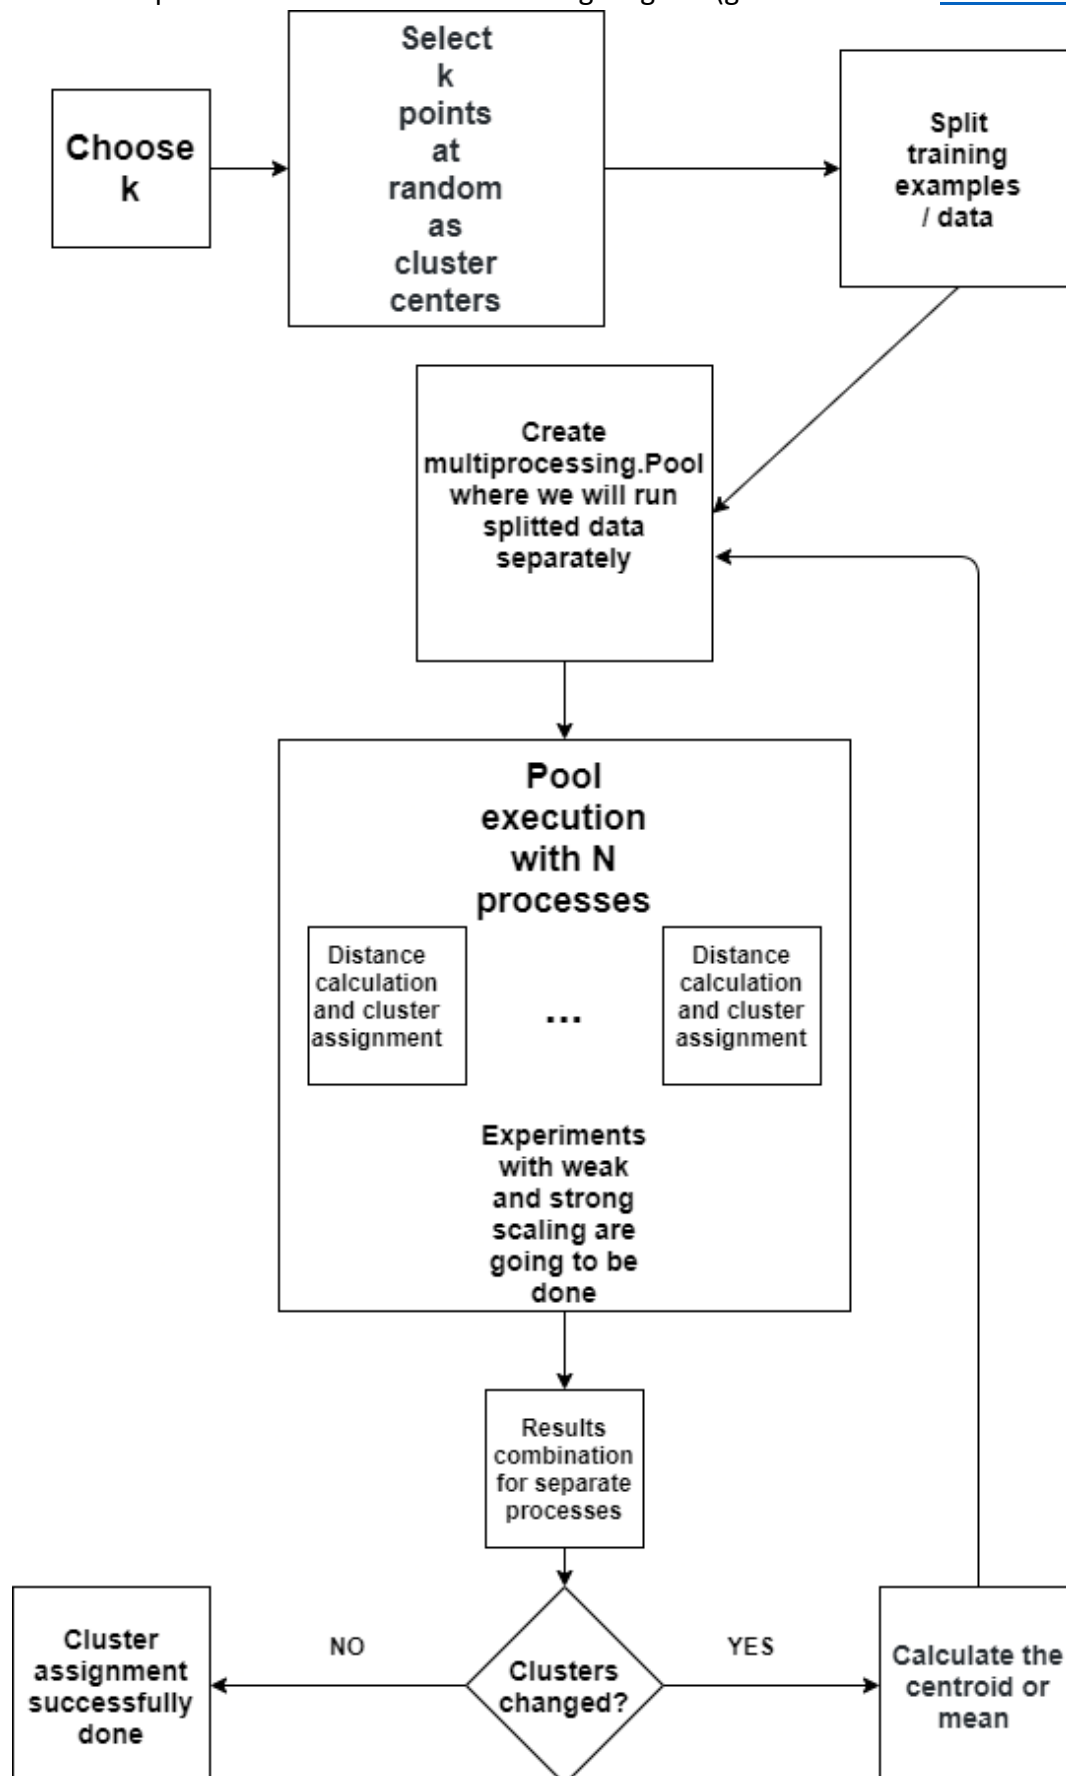 Select
k
points
at
random
as
cluster
centers
Choose
k
Split
training
examples
/ data
Create
multiprocessing.Pool
where we will run
splitted data
separately
Pool
execution
with N
processes
Distance
calculation
and cluster
assignment
...
Distance
calculation
and cluster
assignment
Experiments
with weak
and strong
scaling are
going to be
done
Results
combination
for separate
processes
Cluster
assignment
successfully
done
NO
Clusters
changed?
YES
Calculate the
centroid or
mean